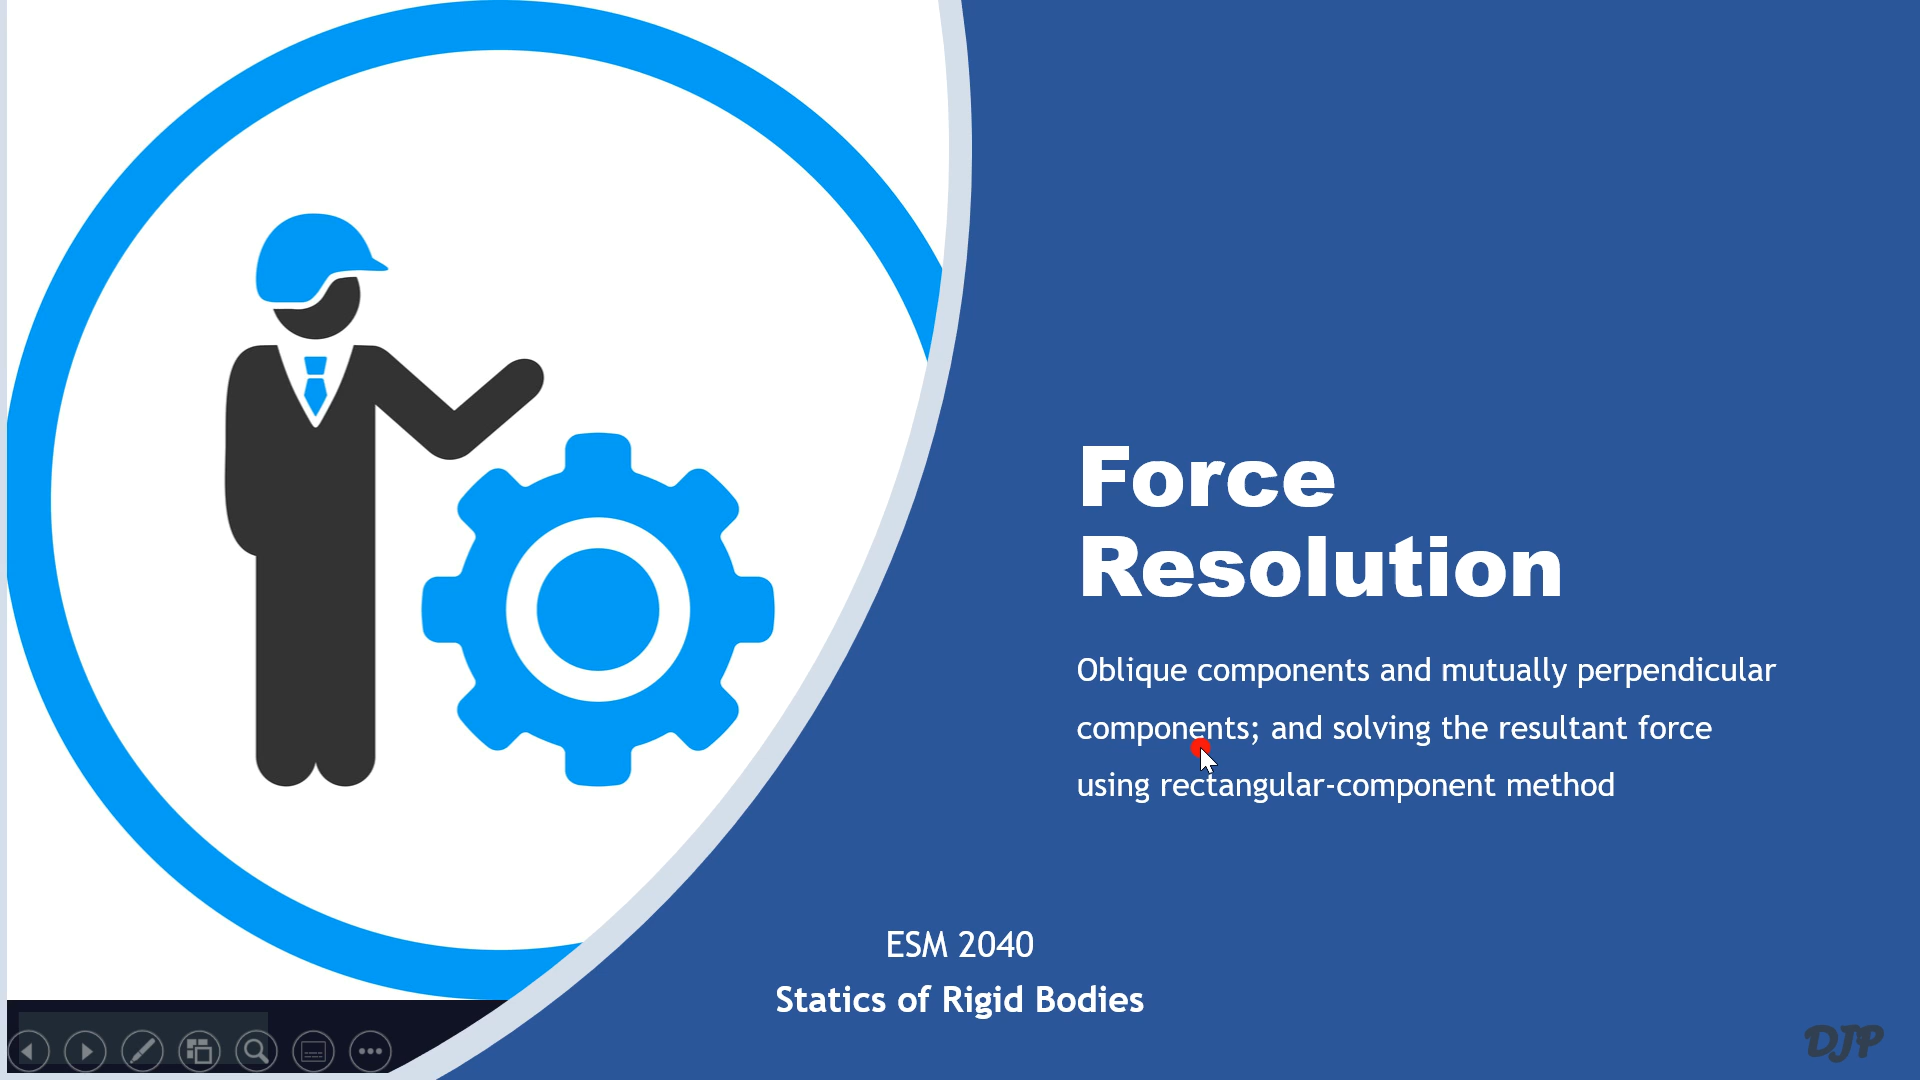 Force
Resolution
Oblique components and mutually perpendicular
components; and solving the resultant force
using rectangular-component method
ESM 2040
Statics of Rigid Bodies
DJP